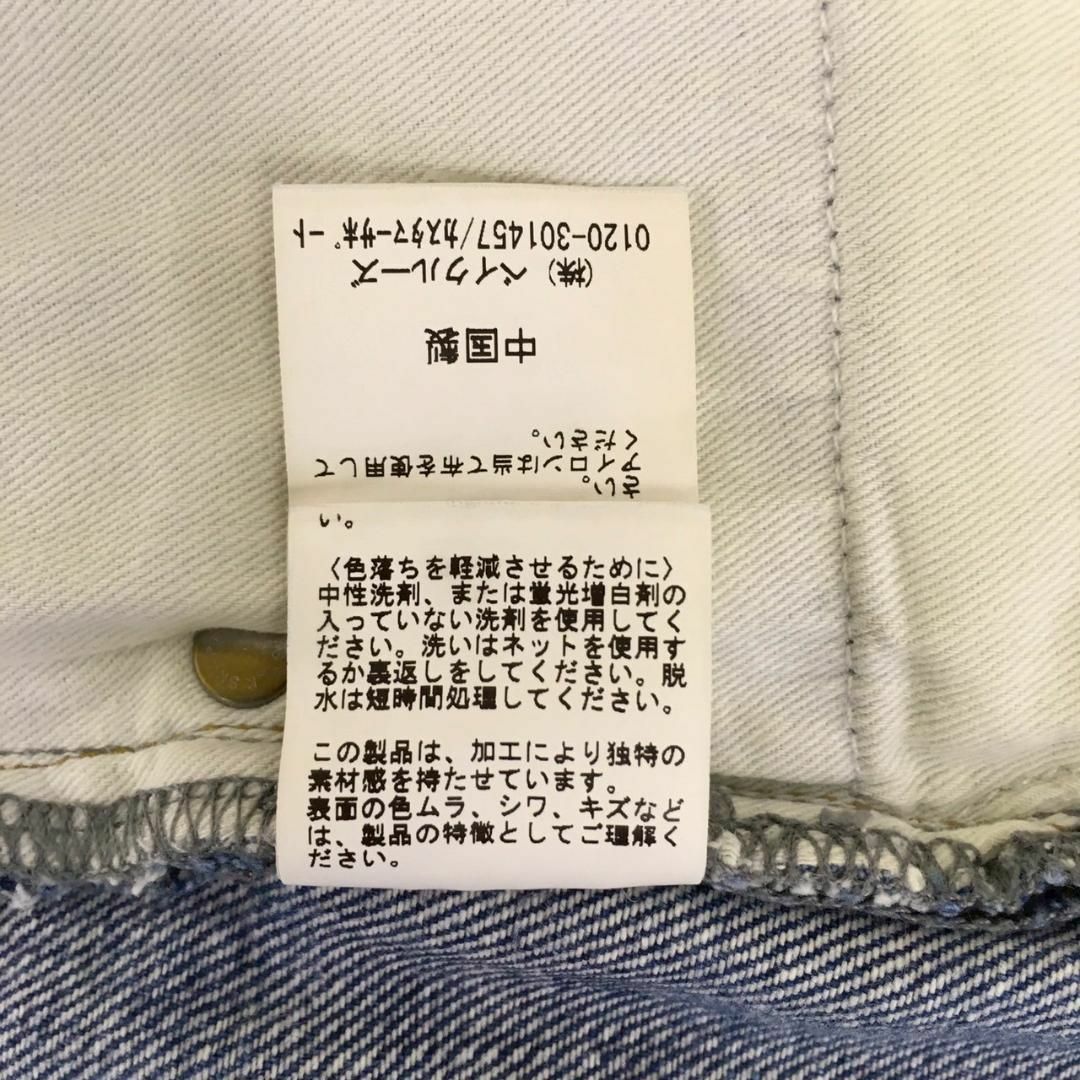 さい。
アイロンは当て布を使用して
ください。
中国製
(株) ベイクルーズ
0120-301457/カスタマーサポート
い。
〈色落ちを軽減させるために〉
中性洗剤、または蛍光増白剤の
入っていない洗剤を使用してく
ださい。洗いはネットを使用す
るか裏返しをしてください。脱
水は短時間処理してください。
この製品は、加工により独特の
素材感を持たせています。
表面の色ムラ、シワ、キズなど
は、製品の特徴としてご理解く
ださい。